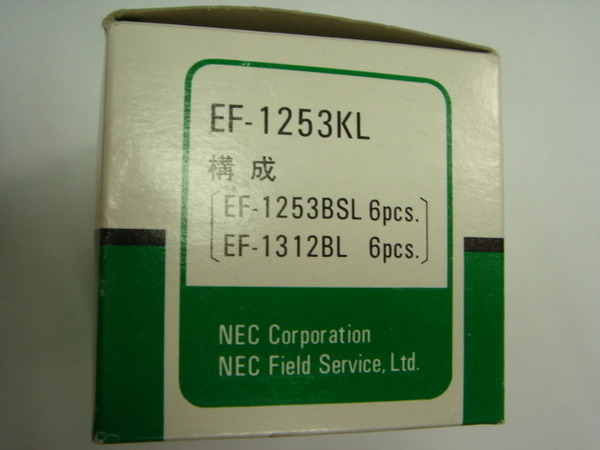 EF-1253KL
構成
EF-1253BSL 6pcs.
EF-1312BL 6pcs.
NEC Corporation
NEC Field Service, Ltd.